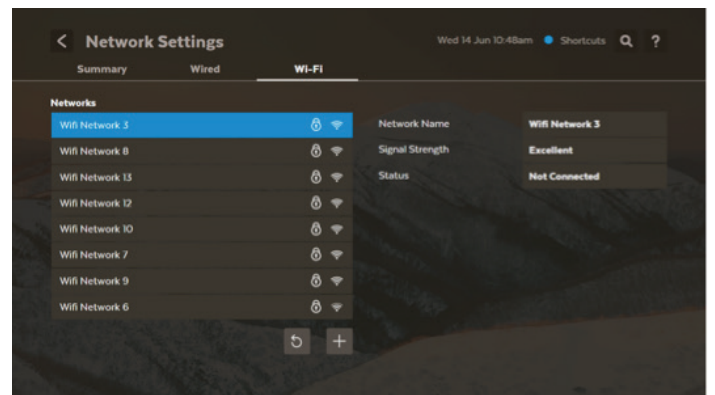 Network Settings
Wed 14 Jun 10:48am Shortcuts ?
Summary Wired Wi-Fi
Networks
Wifi Network 3 Network Name Wifi Network 3
Wifi Network 8 Signal Strength Excellent
Wifi Network 13 Status Not Connected
Wifi Network 12
Wifi Network 10
Wifi Network 7
Wifi Network 9
Wifi Network 6